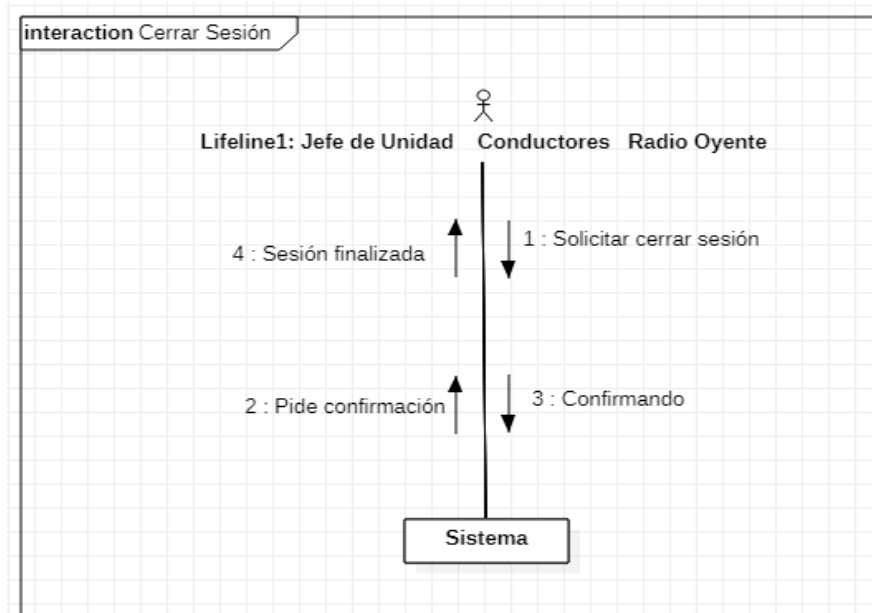 interaction Cerrar Sesión
Lifeline1: Jefe de Unidad Conductores Radio Oyente
1 : Solicitar cerrar sesión
4 : Sesión finalizada
3 : Confirmando
2 : Pide confirmación
Sistema